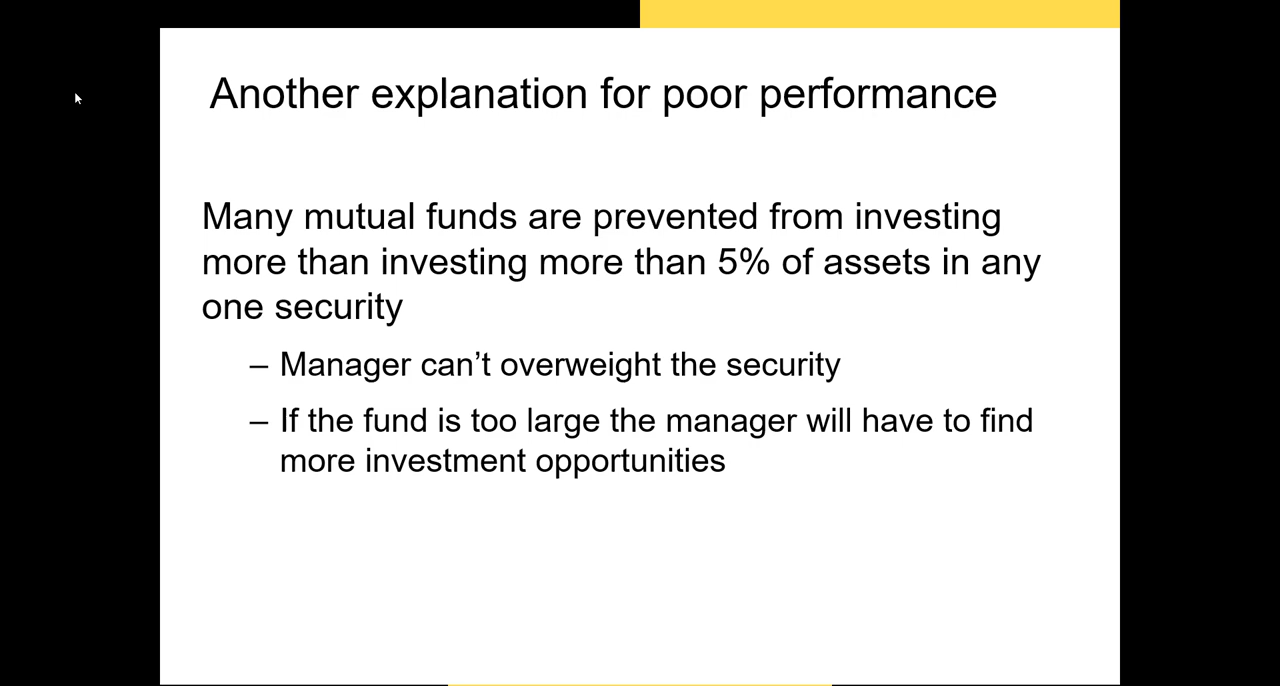 Another explanation for poor performance
Many mutual funds are prevented from investing
more than investing more than 5% of assets in any
one security
– Manager can’t overweight the security
– If the fund is too large the manager will have to find
more investment opportunities